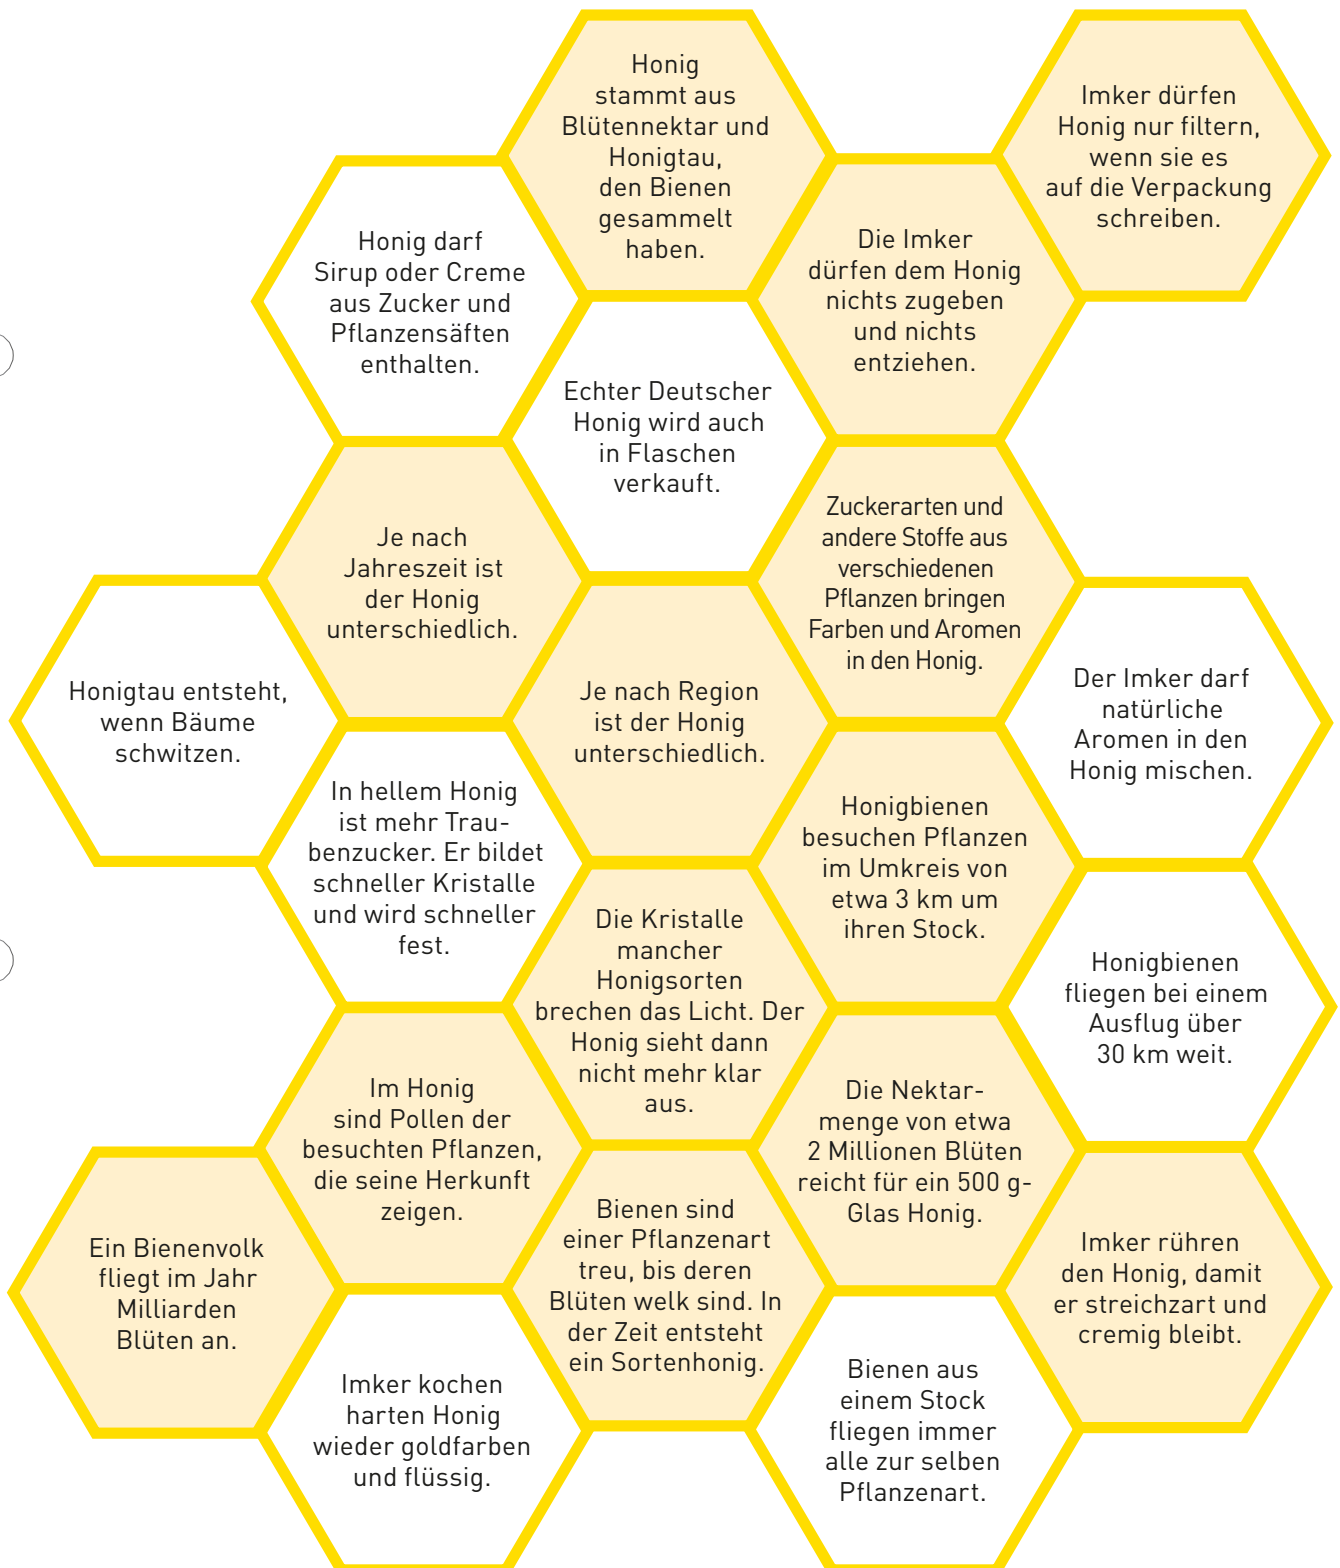 Honig
stammt aus
Blütennektar und
Honigtau,
den Bienen
gesammelt
haben.
Imker dürfen
Honig nur filtern,
wenn sie es
auf die Verpackung
schreiben.
Honig darf
Sirup oder Creme
aus Zucker und
Pflanzensäften
enthalten.
Die Imker
dürfen dem Honig
nichts zugeben
und nichts
entziehen.
Echter Deutscher
Honig wird auch
in Flaschen
verkauft.
Je nach
Jahreszeit ist
der Honig
unterschiedlich.
Zuckerarten und
andere Stoffe aus
verschiedenen
Pflanzen bringen
Farben und Aromen
in den Honig.
Honigtau entsteht,
wenn Bäume
schwitzen.
Je nach Region
ist der Honig
unterschiedlich.
Der Imker darf
natürliche
Aromen in den
Honig mischen.
In hellem Honig
ist mehr Trau-
benzucker. Er bildet
schneller Kristalle
und wird schneller
fest.
Honigbienen
besuchen Pflanzen
im Umkreis von
etwa 3 km um
ihren Stock.
Die Kristalle
mancher
Honigsorten
brechen das Licht. Der
Honig sieht dann
nicht mehr klar
aus.
Honigbienen
fliegen bei einem
Ausflug über
30 km weit.
Im Honig
sind Pollen der
besuchten Pflanzen,
die seine Herkunft
zeigen.
Die Nektar-
menge von etwa
2 Millionen Blüten
reicht für ein 500 g-
Glas Honig.
Ein Bienenvolk
fliegt im Jahr
Milliarden
Blüten an.
Bienen sind
einer Pflanzenart
treu, bis deren
Blüten welk sind. In
der Zeit entsteht
ein Sortenhonig.
Imker rühren
den Honig, damit
er streichzart und
cremig bleibt.
Imker kochen
harten Honig
wieder goldfarben
und flüssig.
Bienen aus
einem Stock
fliegen immer
alle zur selben
Pflanzenart.